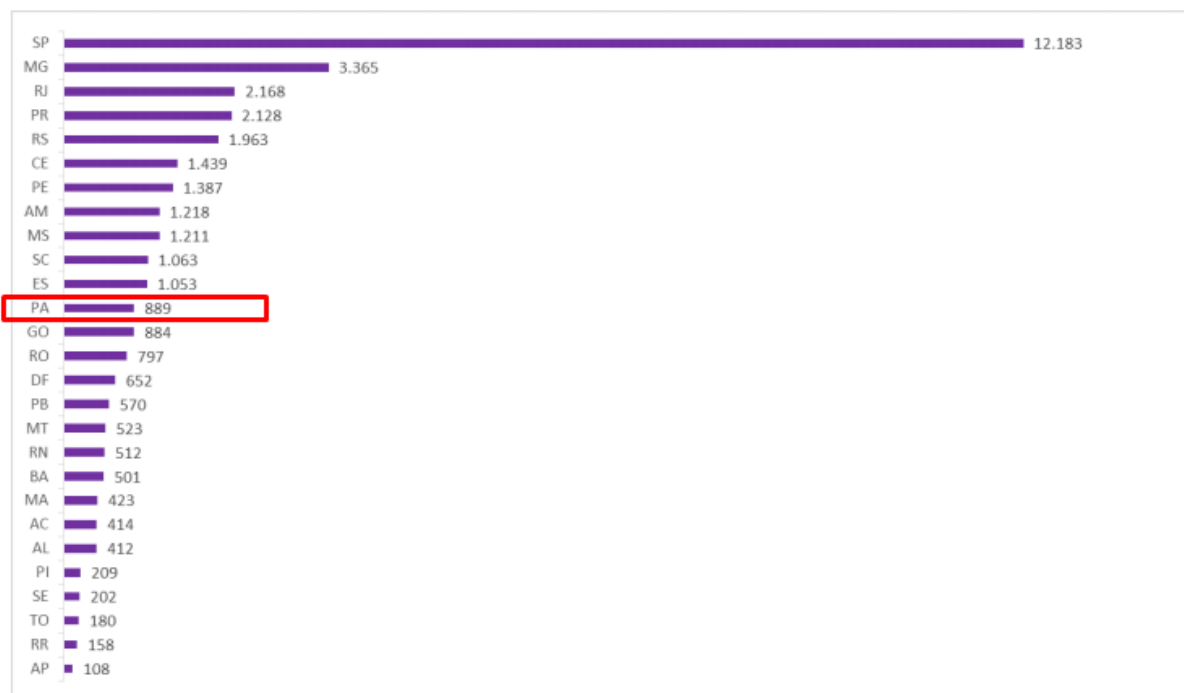 SP 12.183
MG 3.365
RJ 2.168
PR 2.128
RS 1.963
CE 1.439
PE 1.387
AM 1.218
MS 1.211
SC 1.063
ES 1.053
PA 889
GO 884
RO 797
DF 652
PB 570
MT 523
RN 512
BA 501
MA 423
AC 414
AL 412
PI 209
SE 202
TO 180
RR 158
AP 108